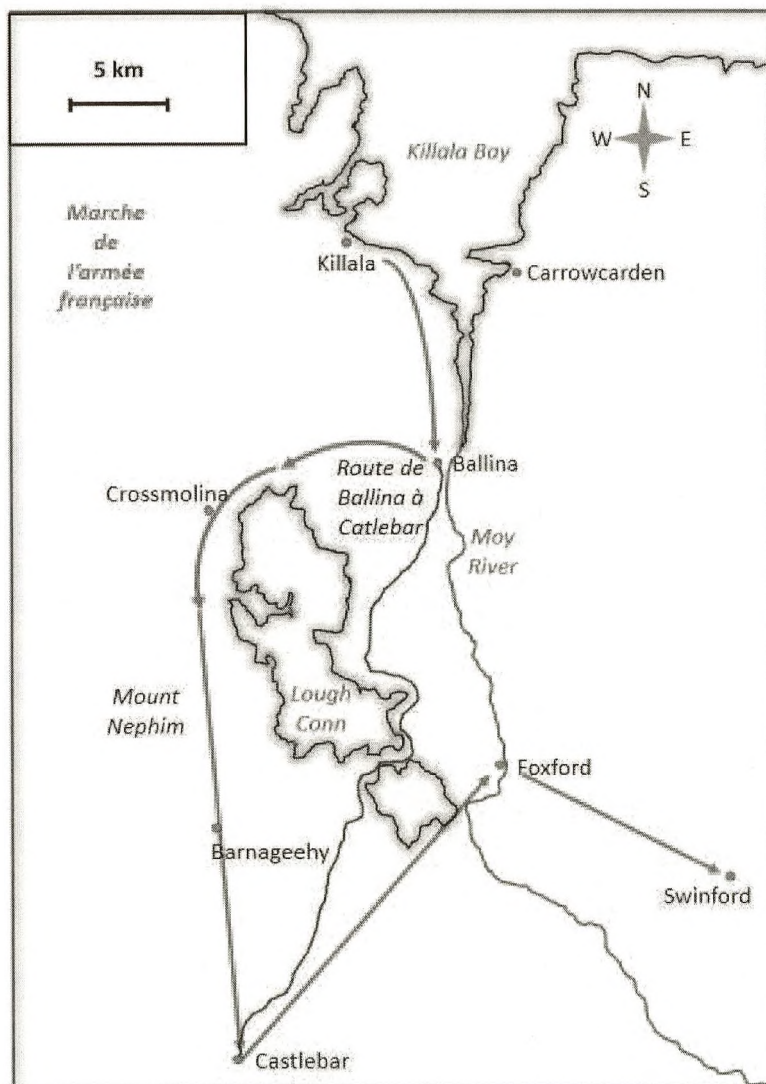 5 km
N
W E
S
Killala Bay
Marche
de
l'armée
française
Killala
Carrowcarden
Route de
Ballina à
Catlebar
Ballina
Crossmolina
Moy
River
Mount
Nephim
Lough
Conn
Foxford
Barnageehy
Swinford
Castlebar